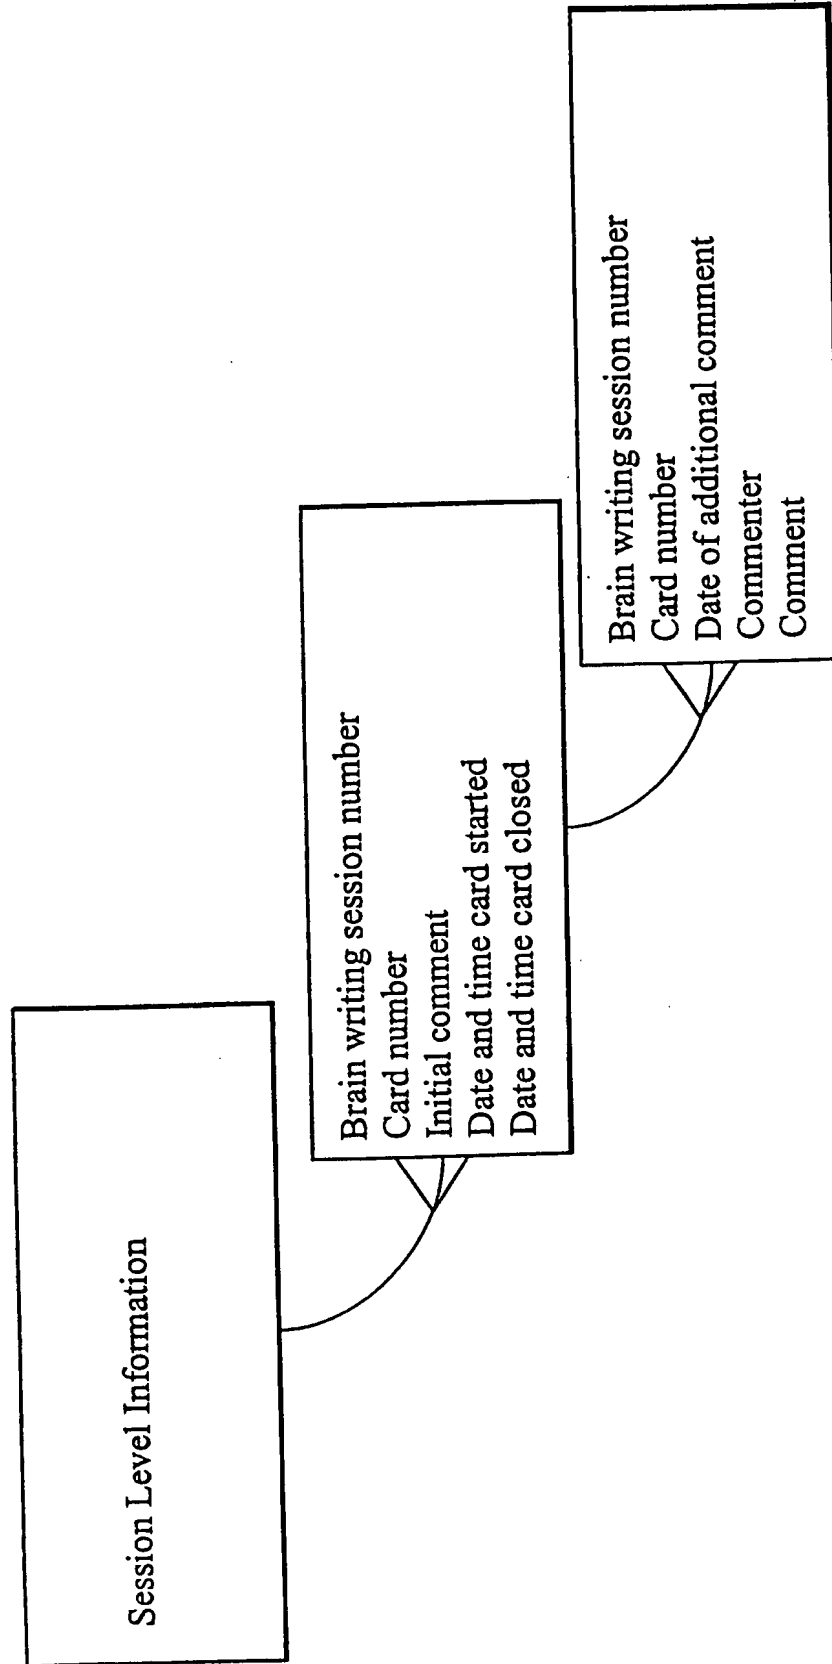 Session Level Information
Brain writing session number
Card number
Initial comment
Date and time card started
Date and time card closed
Brain writing session number
Card number
Date of additional comment
Commenter
Comment